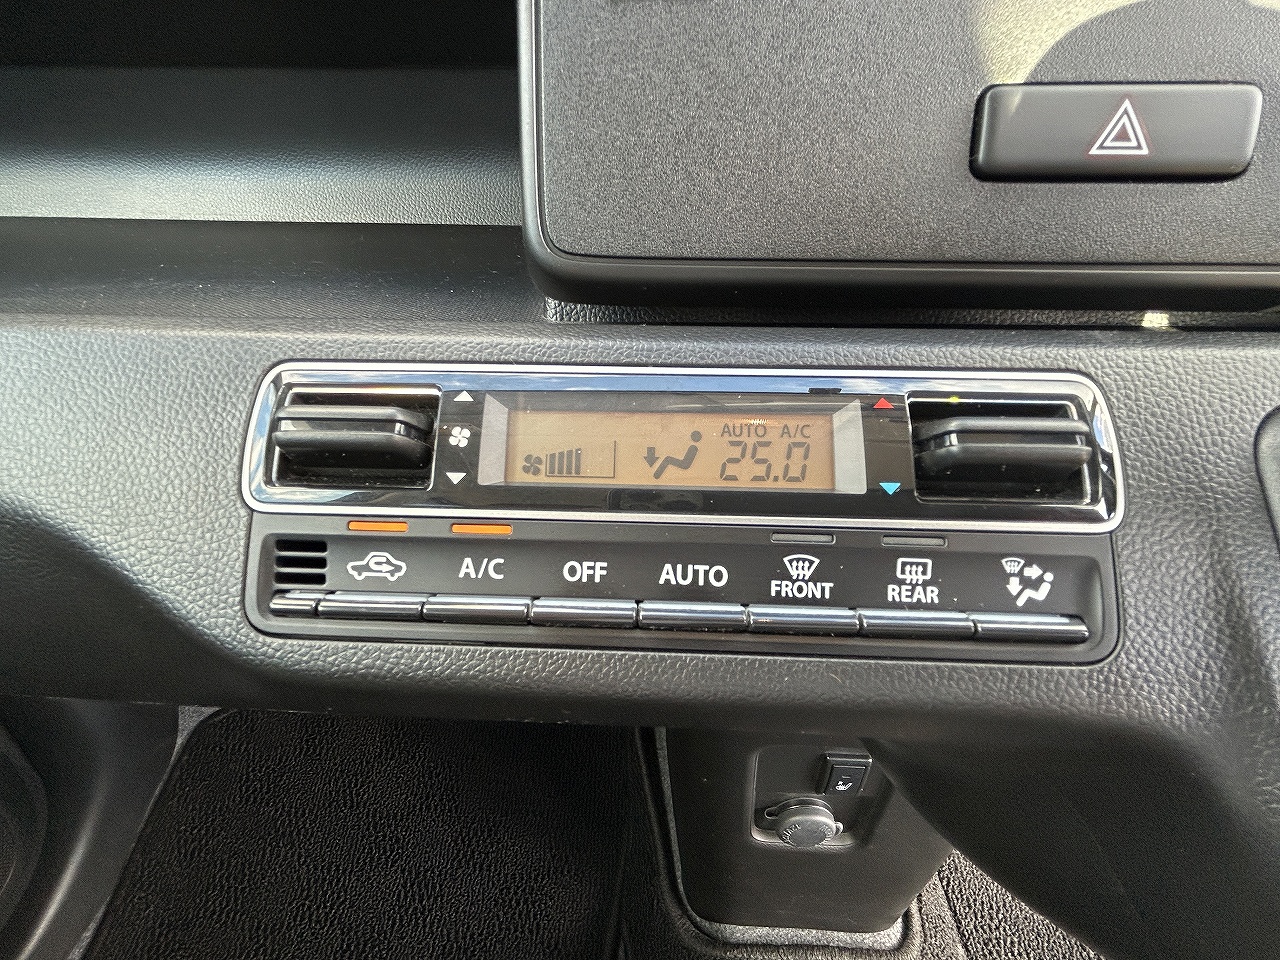 AUTO A/C
25.0
A/C
OFF
AUTO
FRONT
REAR